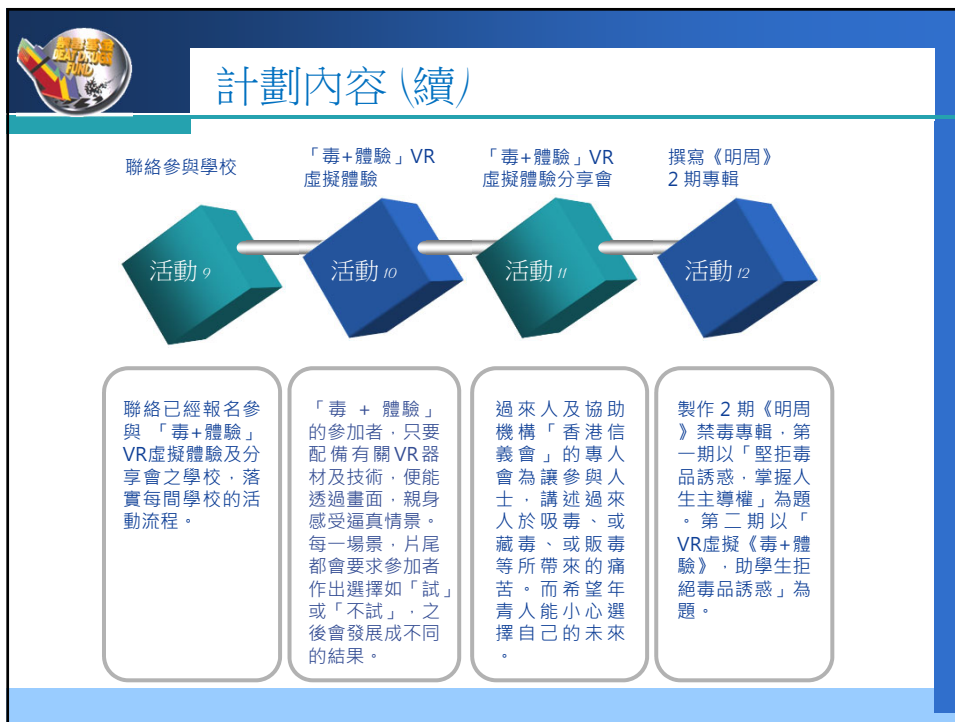 禁毒基金
BEAT DRUGS
FUND
計劃內容 (續)
聯絡參與學校
「毒+體驗」VR
虛擬體驗
「毒+體驗」VR
虛擬體驗分享會
撰寫《明周》
2 期專輯
活動 9
活動 10
活動 11
活動 12
聯絡已經報名參
與「毒+體驗」
VR虛擬體驗及分
享會之學校，落
實每間學校的活
動流程。
「毒 + 體驗」
的參加者，只要
配備有關VR器
材及技術，便能
透過畫面，親身
感受逼真情景。
每一場景，片尾
都會要求參加者
作出選擇如「試」
或「不試」，之
後會發展成不同
的結果。
過來人及協助
機構「香港信
義會」的專人
會為讓參與人
士，講述過來
人於吸毒、或
藏毒、或販毒
等所帶來的痛
苦。而希望年
青人能小心選
擇自己的未來
。
製作 2 期《明周
》禁毒專輯，第
一期以「堅拒毒
品誘惑，掌握人
生主導權」為題
。第二期以「
VR虛擬《毒+體
驗》，助學生拒
絕毒品誘惑」為
題。